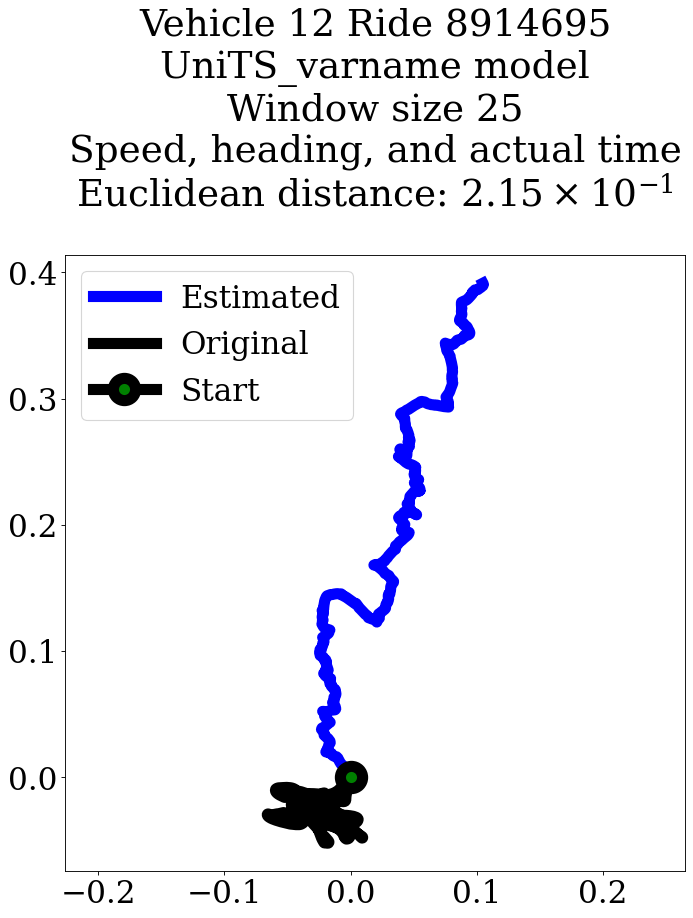 Vehicle 12 Ride 8914695
UniTS_varname model
Window size 25
Speed, heading, and actual time
Euclidean distance: 2.15 × 10⁻¹
Estimated
Original
Start
0.4
0.3
0.2
0.1
0.0
−0.2 −0.1 0.0 0.1 0.2